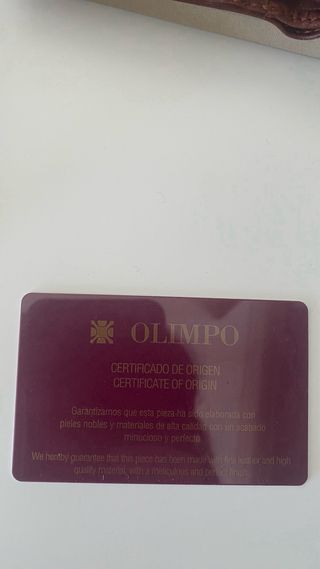 OLIMPO
CERTIFICADO DE ORIGEN
CERTIFICATE OF ORIGIN
Garantizamos que esta pieza ha sido elaborada con
pieles nobles y materiales de alta calidad con un acabado
minucioso y perfecto.
We hereby guarantee that this piece has been made with fine leather and high
quality material, with a meticulous and perfect finish.